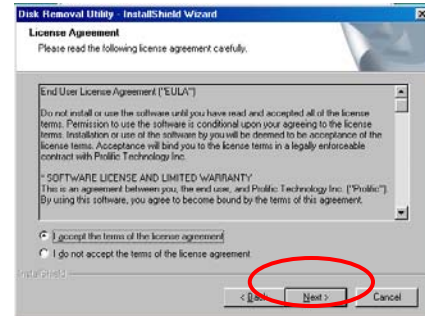 Disk Removal Utility - InstallShield Wizard
License Agreement
Please read the following license agreement carefully.
End User License Agreement ("EULA")
Do not install or use the software until you have read and accepted all of the license
terms. Permission to use the software is conditional upon your agreeing to the license
terms. Installation or use of the software by you will be deemed to be acceptance of the
license terms. Acceptance will bind you to the license terms in a legally enforceable
contract with Prolific Technology Inc.
* SOFTWARE LICENSE AND LIMITED WARRANTY
This is an agreement between you, the end user, and Prolific Technology Inc. ("Prolific").
By using this software, you agree to become bound by the terms of this agreement.
I accept the terms of the license agreement
I do not accept the terms of the license agreement
InstallShield
< Back
Next >
Cancel